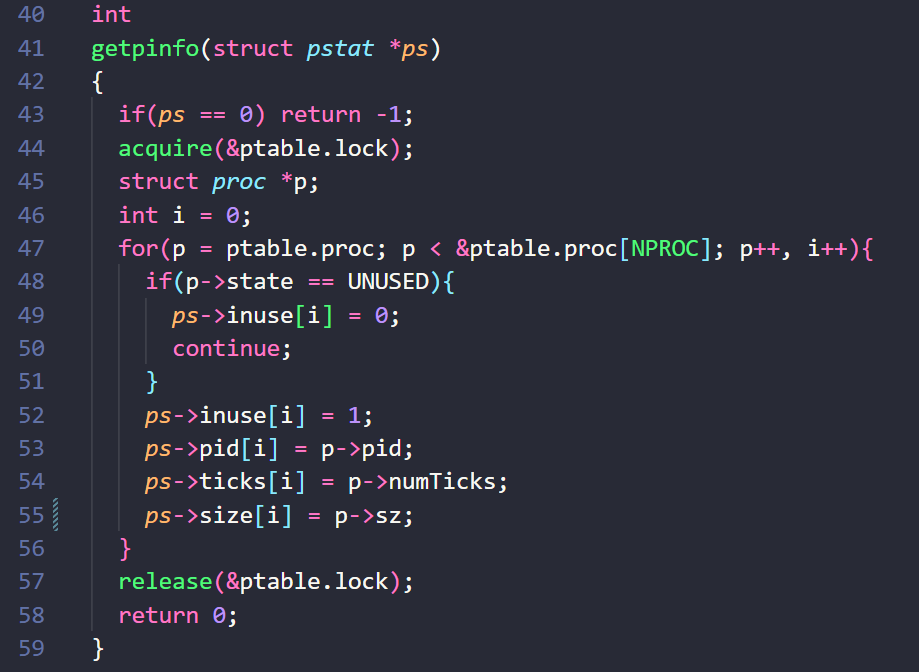 40 int
41 getpinfo(struct pstat *ps)
42 {
43   if(ps == 0) return -1;
44   acquire(&ptable.lock);
45   struct proc *p;
46   int i = 0;
47   for(p = ptable.proc; p < &ptable.proc[NPROC]; p++, i++){
48     if(p->state == UNUSED){
49       ps->inuse[i] = 0;
50       continue;
51     }
52     ps->inuse[i] = 1;
53     ps->pid[i] = p->pid;
54     ps->ticks[i] = p->numTicks;
55     ps->size[i] = p->sz;
56   }
57   release(&ptable.lock);
58   return 0;
59 }